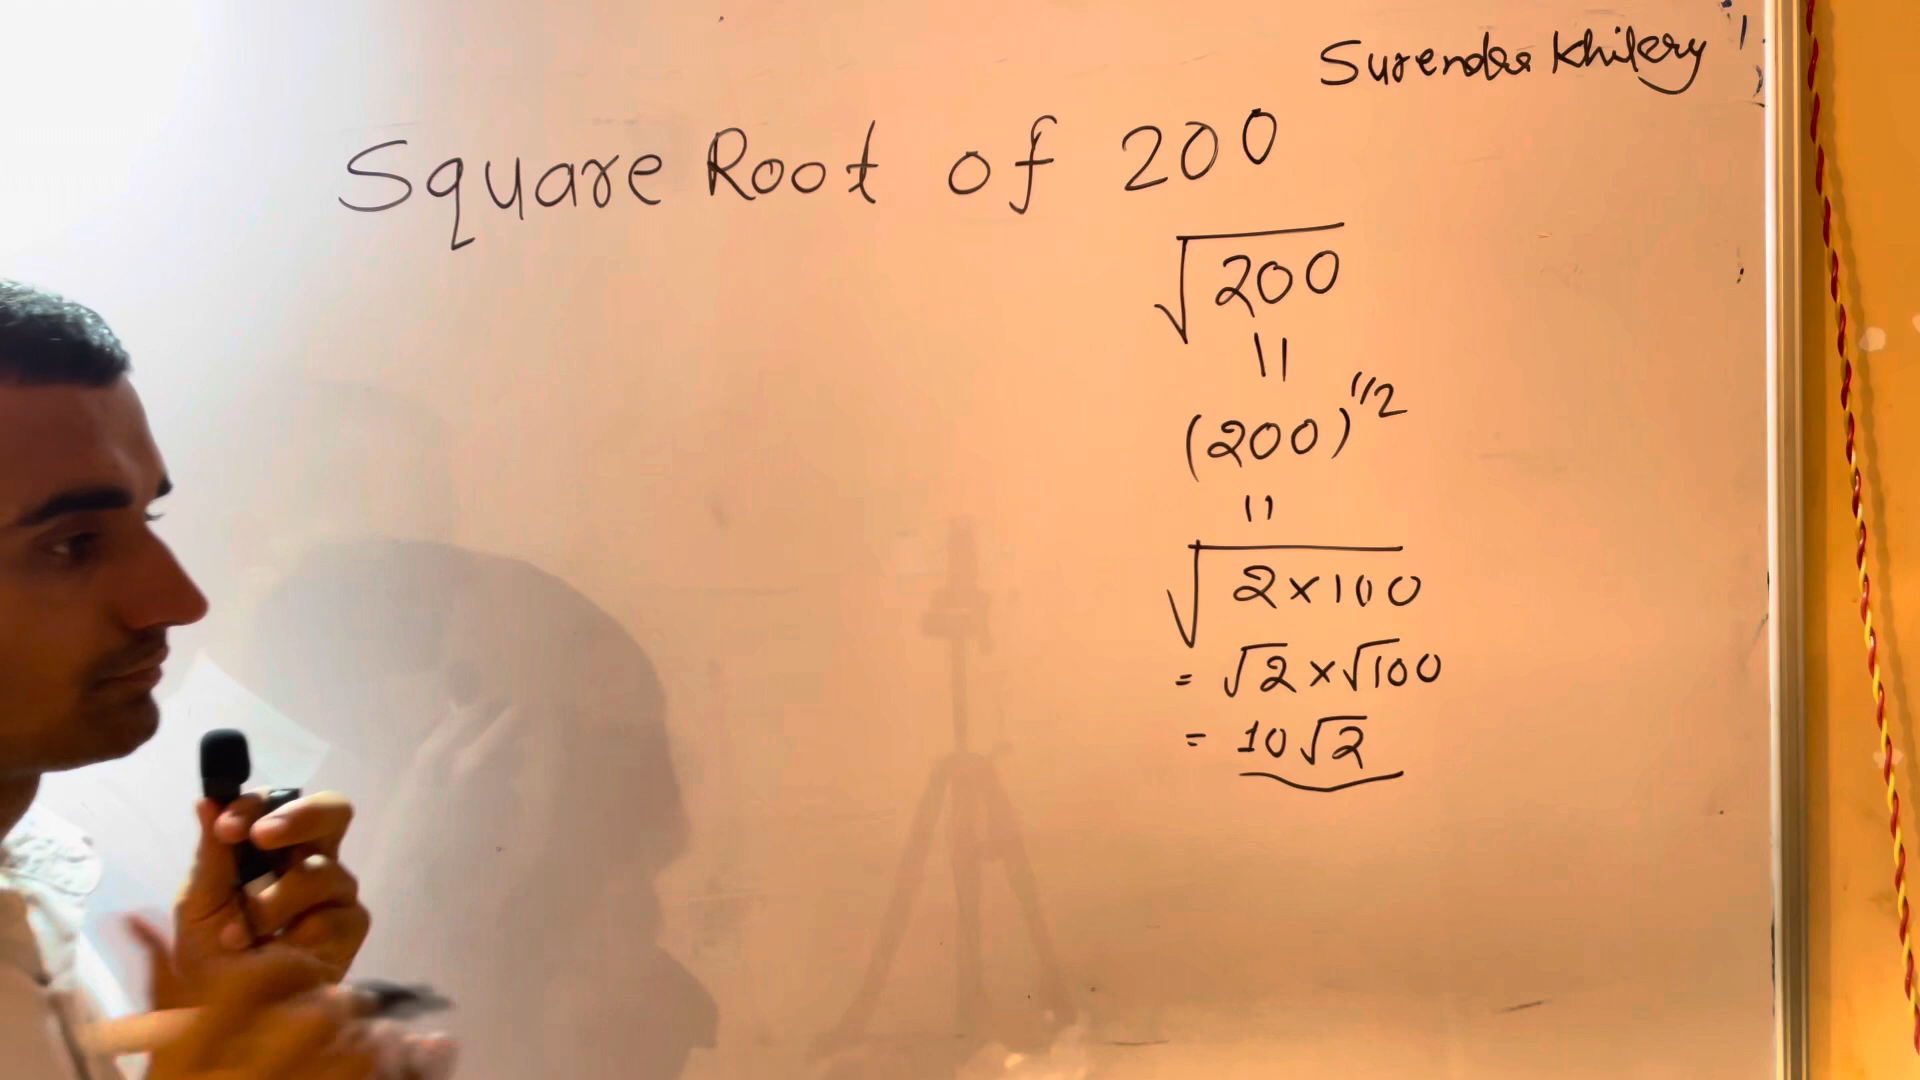 Surendra Khilery
Square Root of 200
√200
=
(200)^1/2
=
√2×100
= √2 × √100
= 10√2